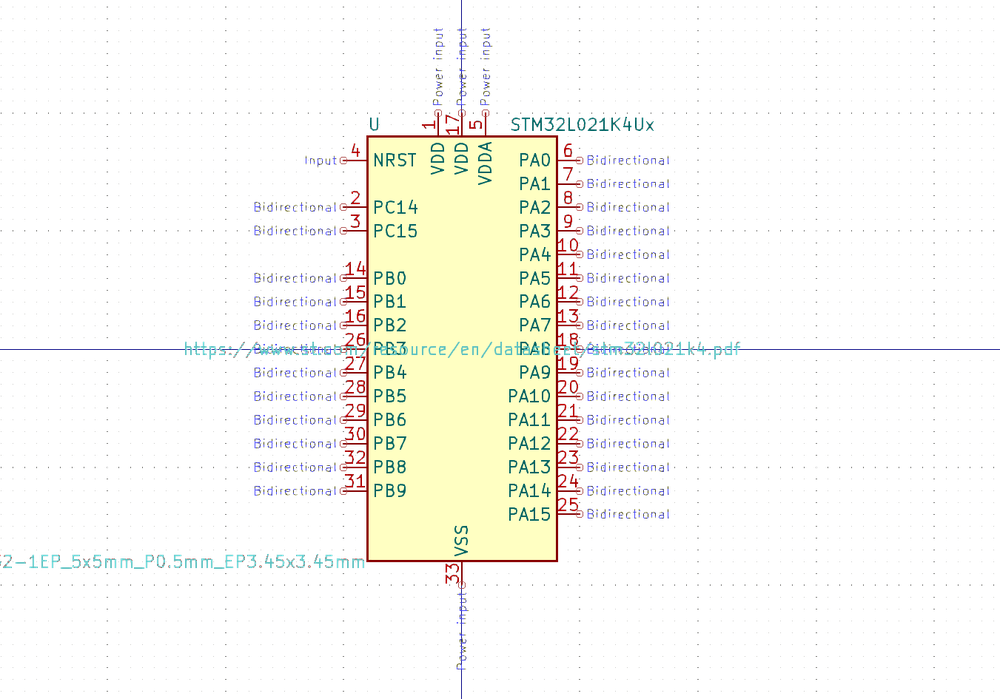 Power input
Power input
Power input
U
STM32L021K4Ux
1
17
5
VDD
VDD
VDDA
Input 4 NRST
PA0 6 Bidirectional
PA1 7 Bidirectional
Bidirectional 2 PC14
PA2 8 Bidirectional
Bidirectional 3 PC15
PA3 9 Bidirectional
PA4 10 Bidirectional
Bidirectional 14 PB0
PA5 11 Bidirectional
Bidirectional 15 PB1
PA6 12 Bidirectional
Bidirectional 16 PB2
PA7 13 Bidirectional
Bidirectional 26 PB3
18
https://www.st.com/resource/en/datasheet/stm32l021k4.pdf
Bidirectional 27 PB4
PA9 19 Bidirectional
Bidirectional 28 PB5
PA10 20 Bidirectional
Bidirectional 29 PB6
PA11 21 Bidirectional
Bidirectional 30 PB7
PA12 22 Bidirectional
Bidirectional 32 PB8
PA13 23 Bidirectional
Bidirectional 31 PB9
PA14 24 Bidirectional
PA15 25 Bidirectional
VSS
2-1EP_5x5mm_P0.5mm_EP3.45x3.45mm
33
Power input